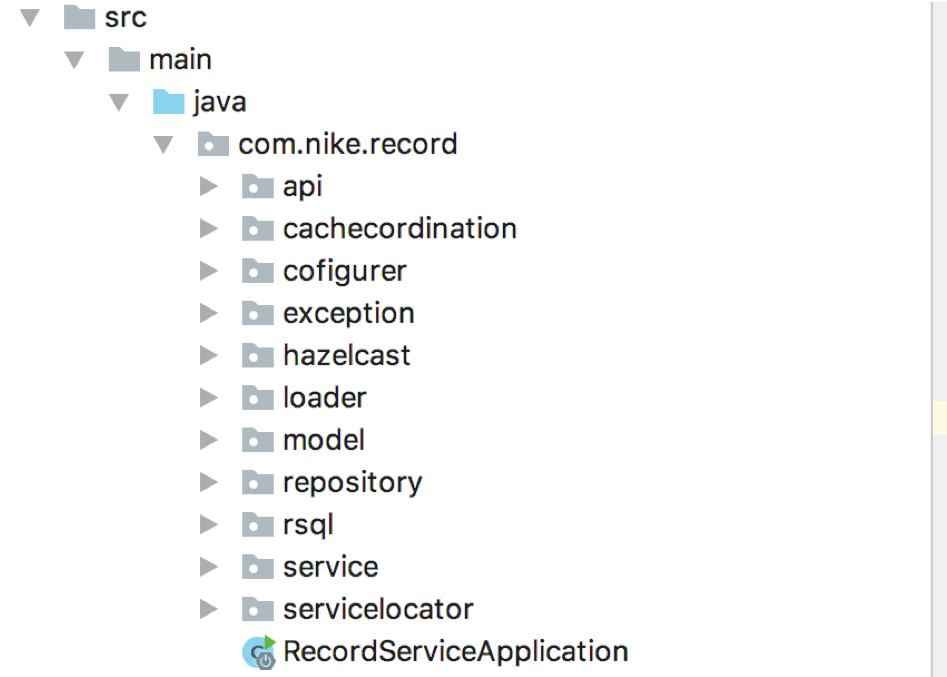 src
main
java
com.nike.record
api
cachecordination
cofigurer
exception
hazelcast
loader
model
repository
rsql
service
servicelocator
RecordServiceApplication